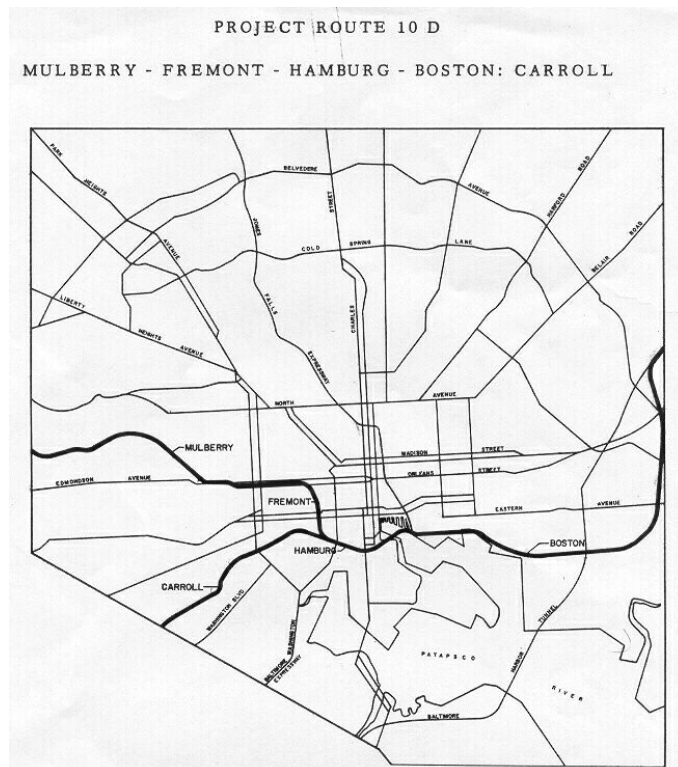 PROJECT ROUTE 10 D
MULBERRY - FREMONT - HAMBURG - BOSTON: CARROLL
PARK HEIGHTS AVENUE
BELVEDERE AVENUE
JONES FALLS EXPRESSWAY
CHARLES STREET
HARFORD ROAD
BELAIR ROAD
COLD SPRING LANE
LIBERTY HEIGHTS AVENUE
NORTH AVENUE
MULBERRY
MADISON STREET
ORLEANS STREET
EDMONDSON AVENUE
FREMONT
EASTERN AVENUE
HAMBURG
BOSTON
CARROLL
WASHINGTON BLVD
BALTIMORE WASHINGTON EXPRESSWAY
PATAPSCO RIVER
BALTIMORE HARBOR TUNNEL